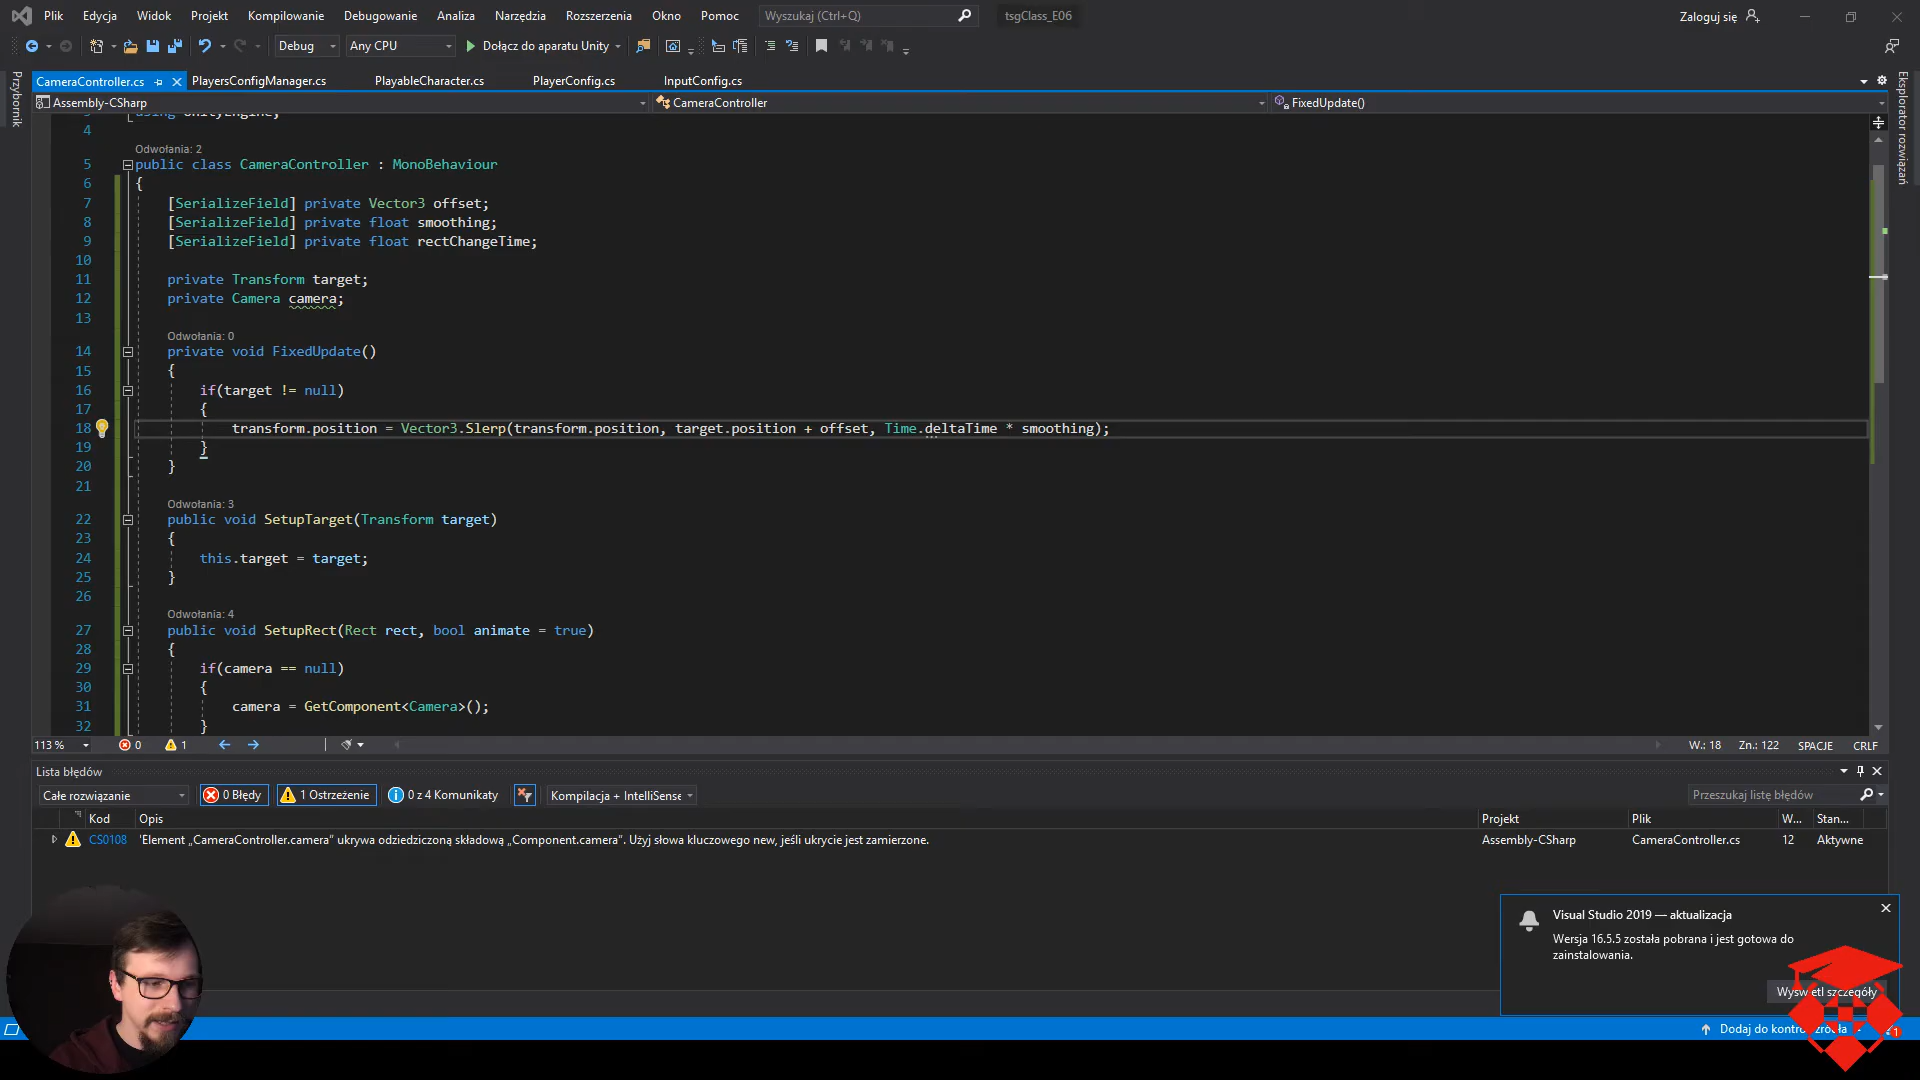 Plik Edycja Widok Projekt Kompilowanie Debugowanie Analiza Narzędzia Rozszerzenia Okno Pomoc Wyszukaj (Ctrl+Q) tsgClass_E06 Zaloguj się
Debug Any CPU Dołącz do aparatu Unity
CameraController.cs PlayersConfigManager.cs PlayableCharacter.cs PlayerConfig.cs InputConfig.cs
Assembly-CSharp CameraController FixedUpdate()
Przybornik
Eksplorator rozwiązań
3 using UnityEngine;
4
Odwołania: 2
5 public class CameraController : MonoBehaviour
6 {
7 [SerializeField] private Vector3 offset;
8 [SerializeField] private float smoothing;
9 [SerializeField] private float rectChangeTime;
10
11 private Transform target;
12 private Camera camera;
13
Odwołania: 0
14 private void FixedUpdate()
15 {
16 if(target != null)
17 {
18 transform.position = Vector3.Slerp(transform.position, target.position + offset, Time.deltaTime * smoothing);
19 }
20 }
21
Odwołania: 3
22 public void SetupTarget(Transform target)
23 {
24 this.target = target;
25 }
26
Odwołania: 4
27 public void SetupRect(Rect rect, bool animate = true)
28 {
29 if(camera == null)
30 {
31 camera = GetComponent<Camera>();
32 }
113 % 0 1 W.: 18 Zn.: 122 SPACJE CRLF
Lista błędów
Całe rozwiązanie 0 Błędy 1 Ostrzeżenie 0 z 4 Komunikaty Kompilacja + IntelliSense Przeszukaj listę błędów
Kod Opis Projekt Plik W... Stan...
CS0108 'Element „CameraController.camera” ukrywa odziedziczoną składową „Component.camera”. Użyj słowa kluczowego new, jeśli ukrycie jest zamierzone. Assembly-CSharp CameraController.cs 12 Aktywne
Visual Studio 2019 — aktualizacja
Wersja 16.5.5 została pobrana i jest gotowa do
zainstalowania.
Wyświetl szczegóły
Dodaj do kontroli źródła 1